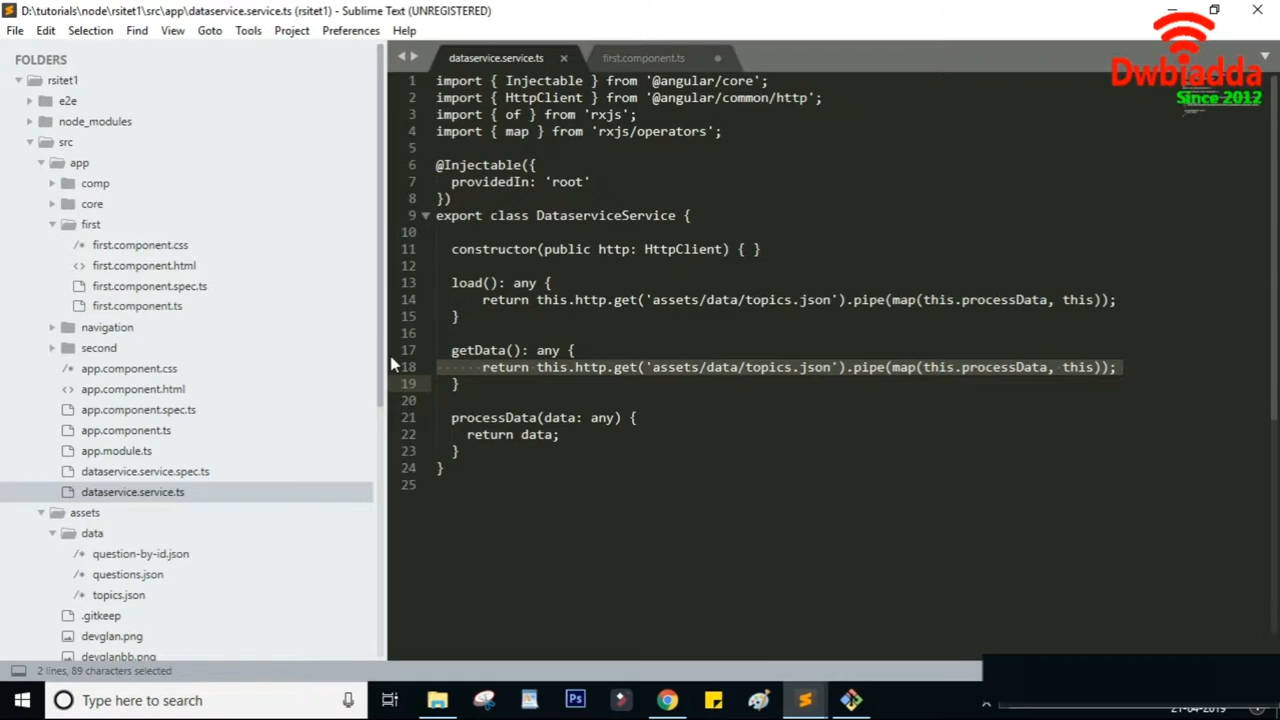 D:\tutorials\node\rsitet1\src\app\dataservice.service.ts (rsitet1) - Sublime Text (UNREGISTERED)
File Edit Selection Find View Goto Tools Project Preferences Help
Dwbiadda
Since 2012
FOLDERS
rsitet1
e2e
node_modules
src
app
comp
core
first
first.component.css
first.component.html
first.component.spec.ts
first.component.ts
navigation
second
app.component.css
app.component.html
app.component.spec.ts
app.component.ts
app.module.ts
dataservice.service.spec.ts
dataservice.service.ts
assets
data
question-by-id.json
questions.json
topics.json
.gitkeep
devglan.png
devglanbb.png
dataservice.service.ts first.component.ts
1 import { Injectable } from '@angular/core';
2 import { HttpClient } from '@angular/common/http';
3 import { of } from 'rxjs';
4 import { map } from 'rxjs/operators';
5
6 @Injectable({
7 providedIn: 'root'
8 })
9 export class DataserviceService {
10
11 constructor(public http: HttpClient) { }
12
13 load(): any {
14 return this.http.get('assets/data/topics.json').pipe(map(this.processData, this));
15 }
16
17 getData(): any {
18 return this.http.get('assets/data/topics.json').pipe(map(this.processData, this));
19 }
20
21 processData(data: any) {
22 return data;
23 }
24 }
25
2 lines, 89 characters selected
Type here to search
21-04-2019